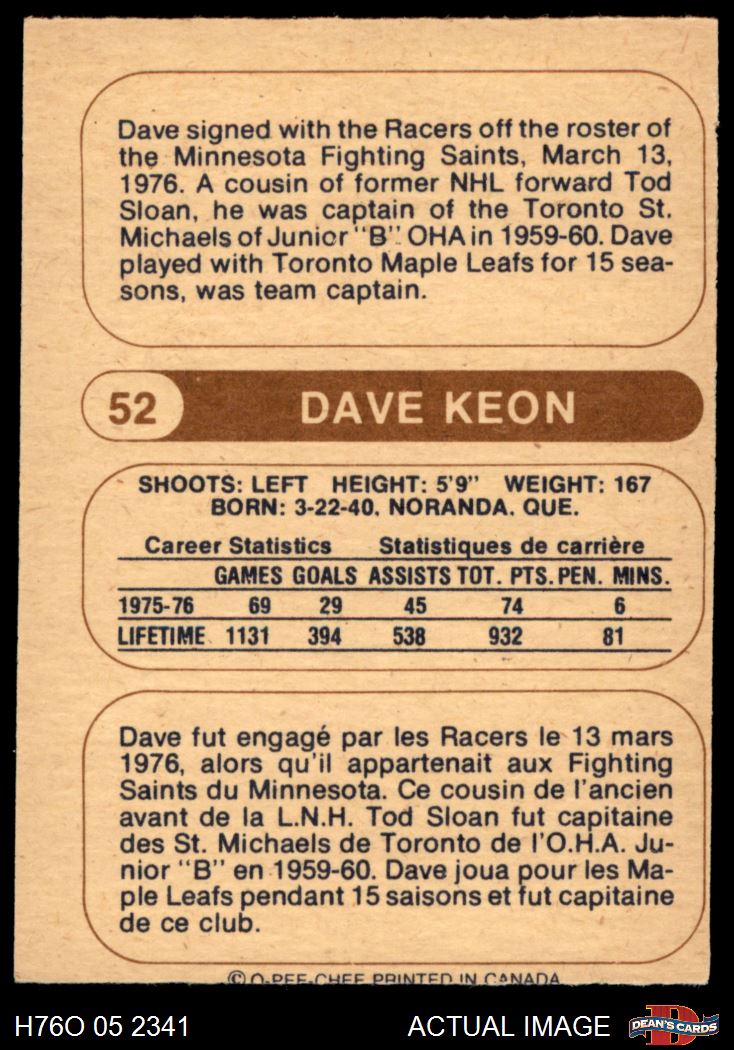 Dave signed with the Racers off the roster of
the Minnesota Fighting Saints, March 13,
1976. A cousin of former NHL forward Tod
Sloan, he was captain of the Toronto St.
Michaels of Junior "B" OHA in 1959-60. Dave
played with Toronto Maple Leafs for 15 sea-
sons, was team captain.
52 DAVE KEON
SHOOTS: LEFT HEIGHT: 5'9" WEIGHT: 167
BORN: 3-22-40, NORANDA, QUE.
Career Statistics Statistiques de carrière
GAMES GOALS ASSISTS TOT. PTS. PEN. MINS.
1975-76 69 29 45 74 6
LIFETIME 1131 394 538 932 81
Dave fut engagé par les Racers le 13 mars
1976, alors qu'il appartenait aux Fighting
Saints du Minnesota. Ce cousin de l'ancien
avant de la L.N.H. Tod Sloan fut capitaine
des St. Michaels de Toronto de l'O.H.A. Ju-
nior "B" en 1959-60. Dave joua pour les Ma-
ple Leafs pendant 15 saisons et fut capitaine
de ce club.
© O-PEE-CHEE PRINTED IN CANADA
H76O 05 2341 ACTUAL IMAGE D DEAN'S CARDS